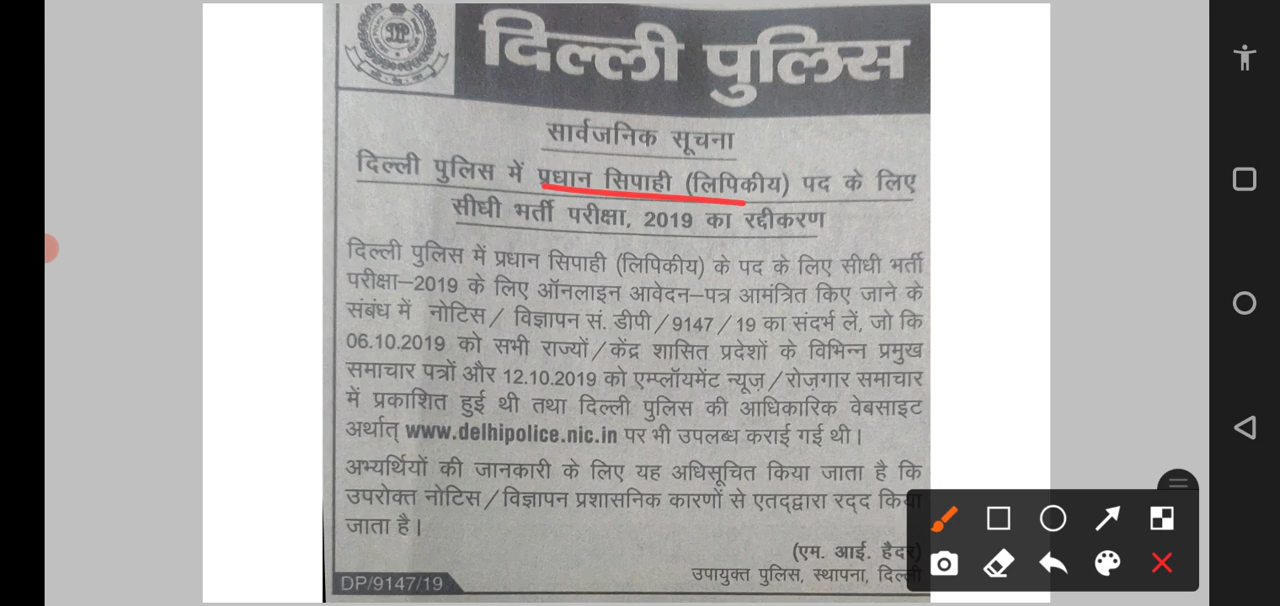 दिल्ली पुलिस
सार्वजनिक सूचना
दिल्ली पुलिस में प्रधान सिपाही (लिपिकीय) पद के लिए
सीधी भर्ती परीक्षा, 2019 का रद्दीकरण
दिल्ली पुलिस में प्रधान सिपाही (लिपिकीय) के पद के लिए सीधी भर्ती
परीक्षा–2019 के लिए ऑनलाइन आवेदन–पत्र आमंत्रित किए जाने के
संबंध में नोटिस/विज्ञापन सं. डीपी/9147/19 का संदर्भ लें, जो कि
06.10.2019 को सभी राज्यों/केंद्र शासित प्रदेशों के विभिन्न प्रमुख
समाचार पत्रों और 12.10.2019 को एम्प्लॉयमेंट न्यूज़/रोज़गार समाचार
में प्रकाशित हुई थी तथा दिल्ली पुलिस की आधिकारिक वेबसाइट
अर्थात् www.delhipolice.nic.in पर भी उपलब्ध कराई गई थी।
अभ्यर्थियों की जानकारी के लिए यह अधिसूचित किया जाता है कि
उपरोक्त नोटिस/विज्ञापन प्रशासनिक कारणों से एतद्द्वारा रद्द किया
जाता है।
(एम. आई. हैदर)
उपायुक्त पुलिस, स्थापना, दिल्ली
DP/9147/19